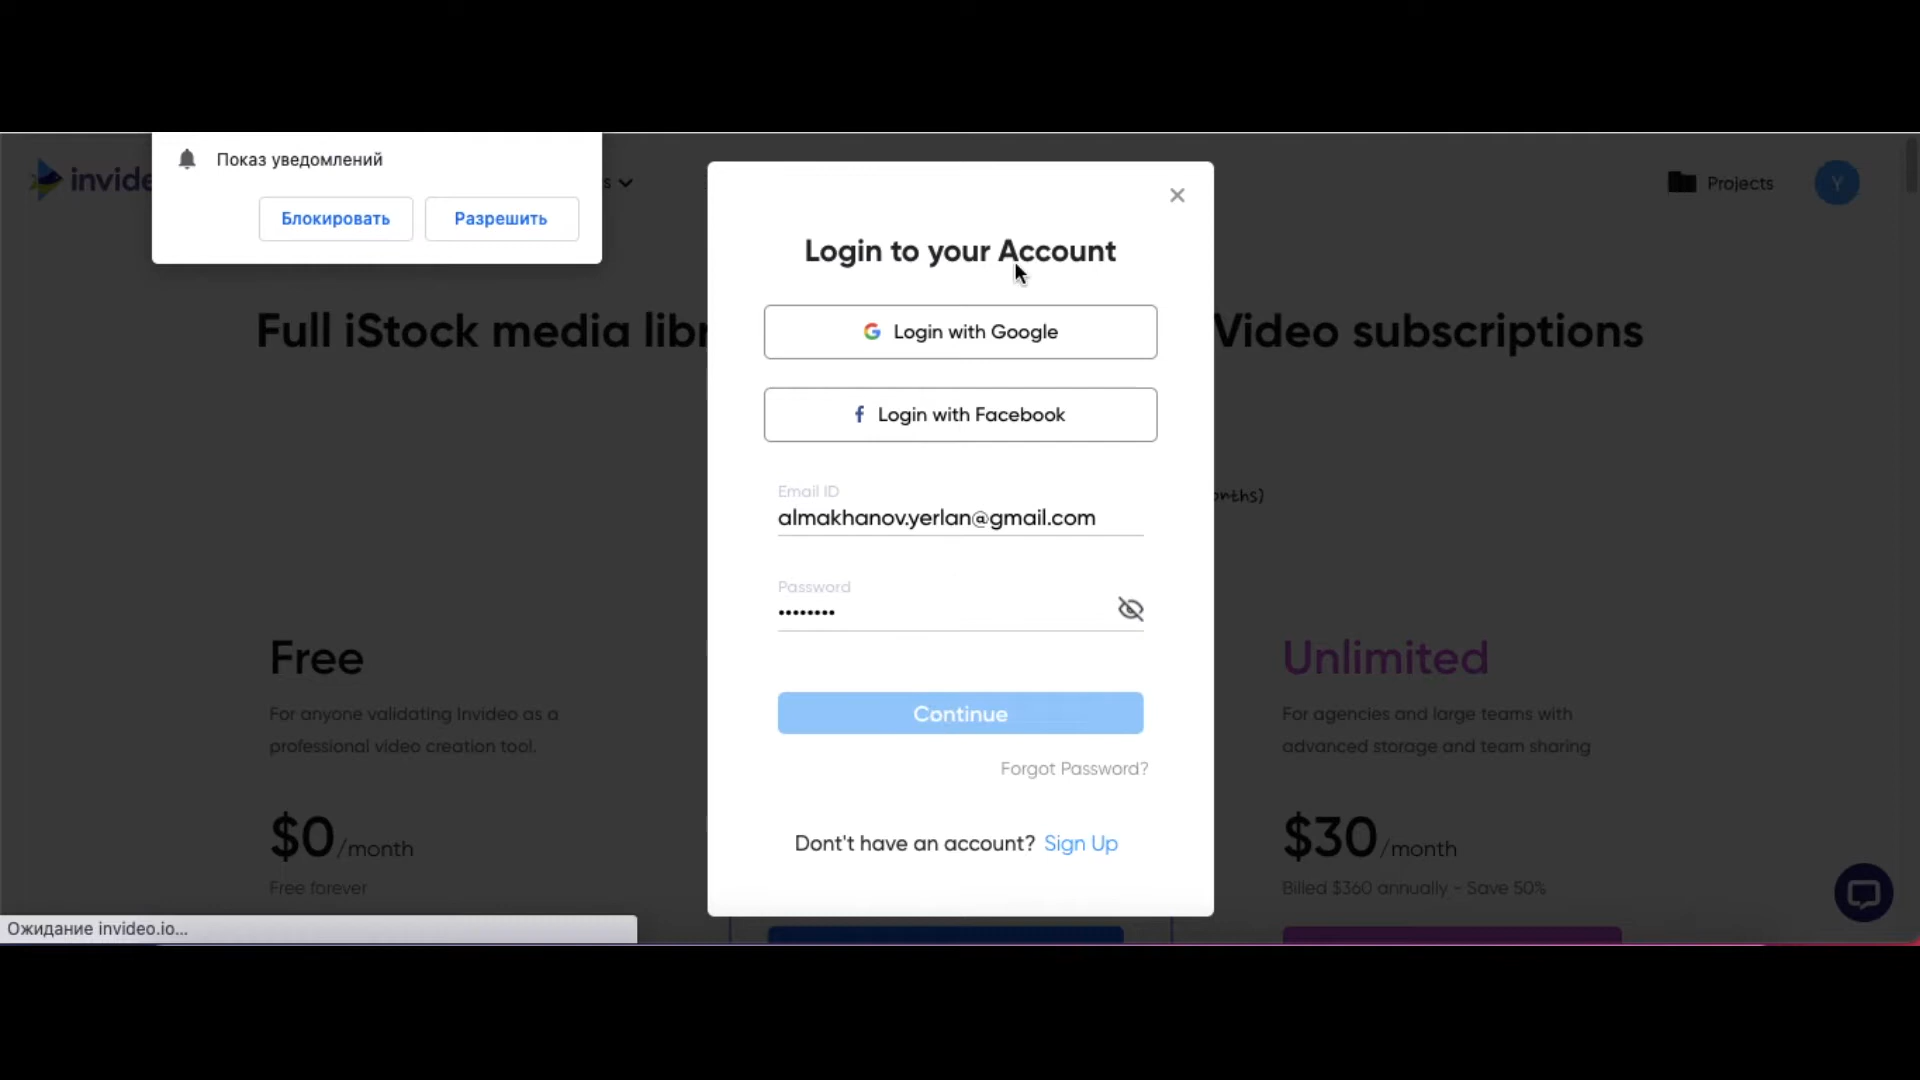 Показ уведомлений
Блокировать
Разрешить
invide
s
Projects
Y
Login to your Account
Full iStock media libr
Video subscriptions
Login with Google
Login with Facebook
Email ID
almakhanov.yerlan@gmail.com
onths)
Password
••••••••
Free
For anyone validating Invideo as a
professional video creation tool.
$0/month
Free forever
Continue
Forgot Password?
Dont't have an account? Sign Up
Unlimited
For agencies and large teams with
advanced storage and team sharing
$30/month
Billed $360 annually - Save 50%
Ожидание invideo.io...